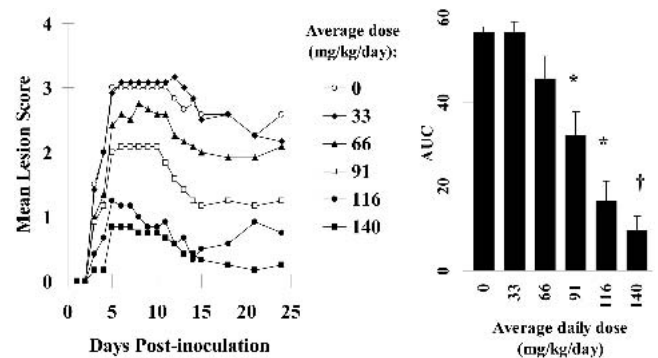 Mean Lesion Score
4
3
2
1
0
0 5 10 15 20 25
Days Post-inoculation
Average dose
(mg/kg/day):
0
33
66
91
116
140
AUC
60
40
20
0
*
*
†
0 33 66 91 116 140
Average daily dose
(mg/kg/day)